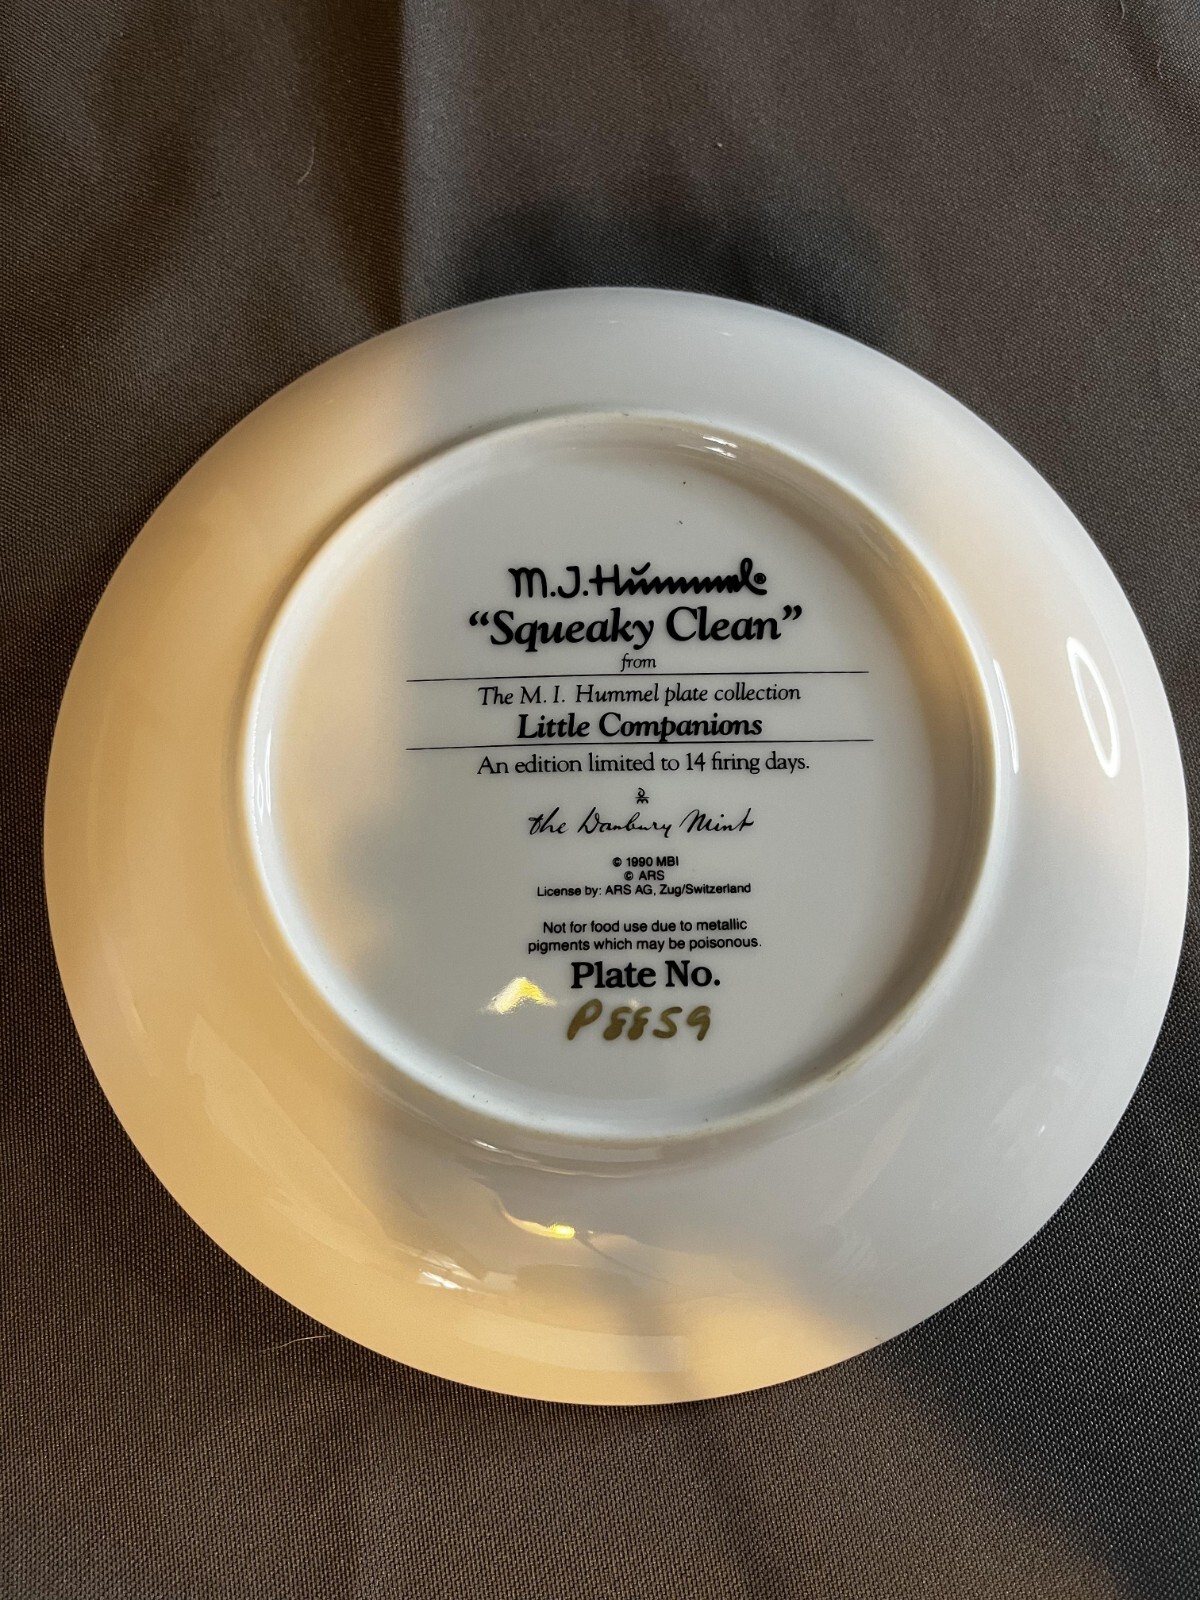 M.J.Hummel®
“Squeaky Clean”
from
The M. I. Hummel plate collection
Little Companions
An edition limited to 14 firing days.
the Danbury Mint
© 1990 MBI
© ARS
License by: ARS AG, Zug/Switzerland
Not for food use due to metallic
pigments which may be poisonous.
Plate No.
P8859